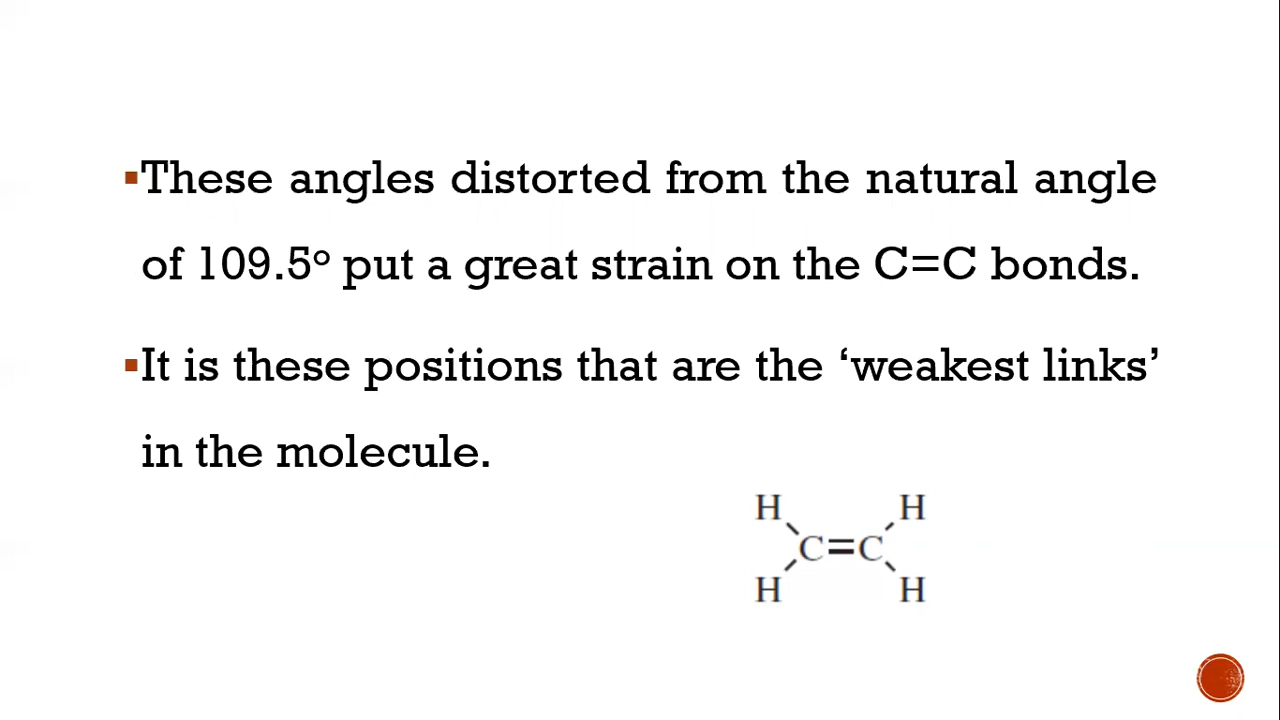 ▪These angles distorted from the natural angle
of 109.5° put a great strain on the C=C bonds.
▪It is these positions that are the ‘weakest links’
in the molecule.
H H
C=C
H H